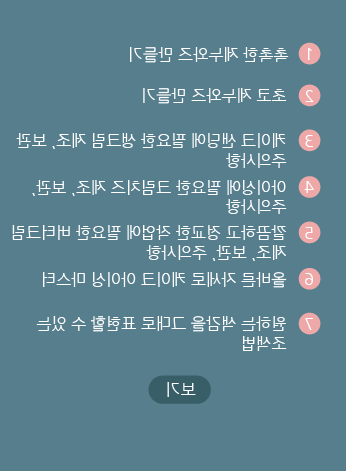 1 촉촉한 제누와즈 만들기
2 초코 제누와즈 만들기
3 케이크 샌딩에 필요한 생크림 제조, 보관
주의사항
4 아이싱에 필요한 크림치즈 제조, 보관,
주의사항
5 깔끔하고 정교한 작업에 필요한 버터크림
제조, 보관, 주의사항
6 올바른 자세로 케이크 아이싱 마스터
7 원하는 색감을 그대로 표현할 수 있는
조색법
보기